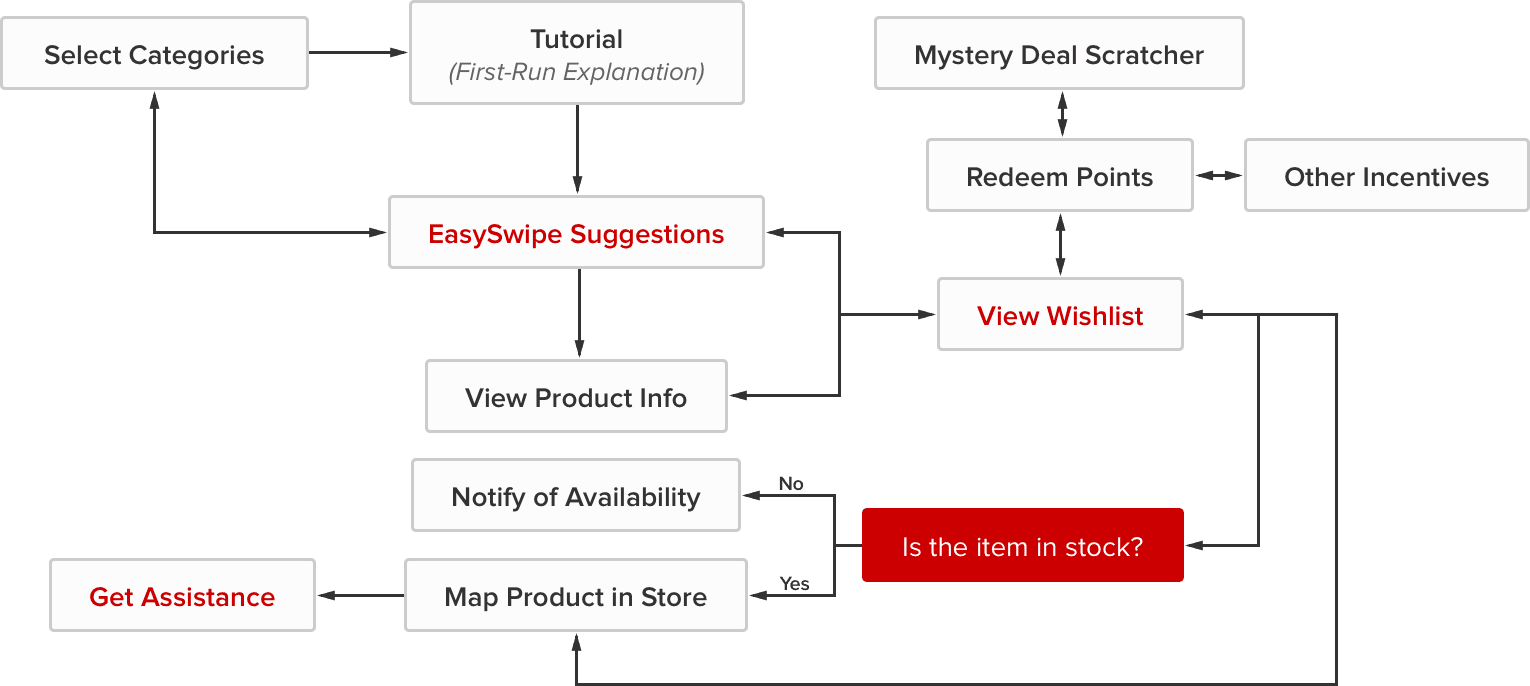 Select Categories
Tutorial
(First-Run Explanation)
Mystery Deal Scratcher
Redeem Points
Other Incentives
EasySwipe Suggestions
View Wishlist
View Product Info
Notify of Availability
No
Is the item in stock?
Yes
Get Assistance
Map Product in Store